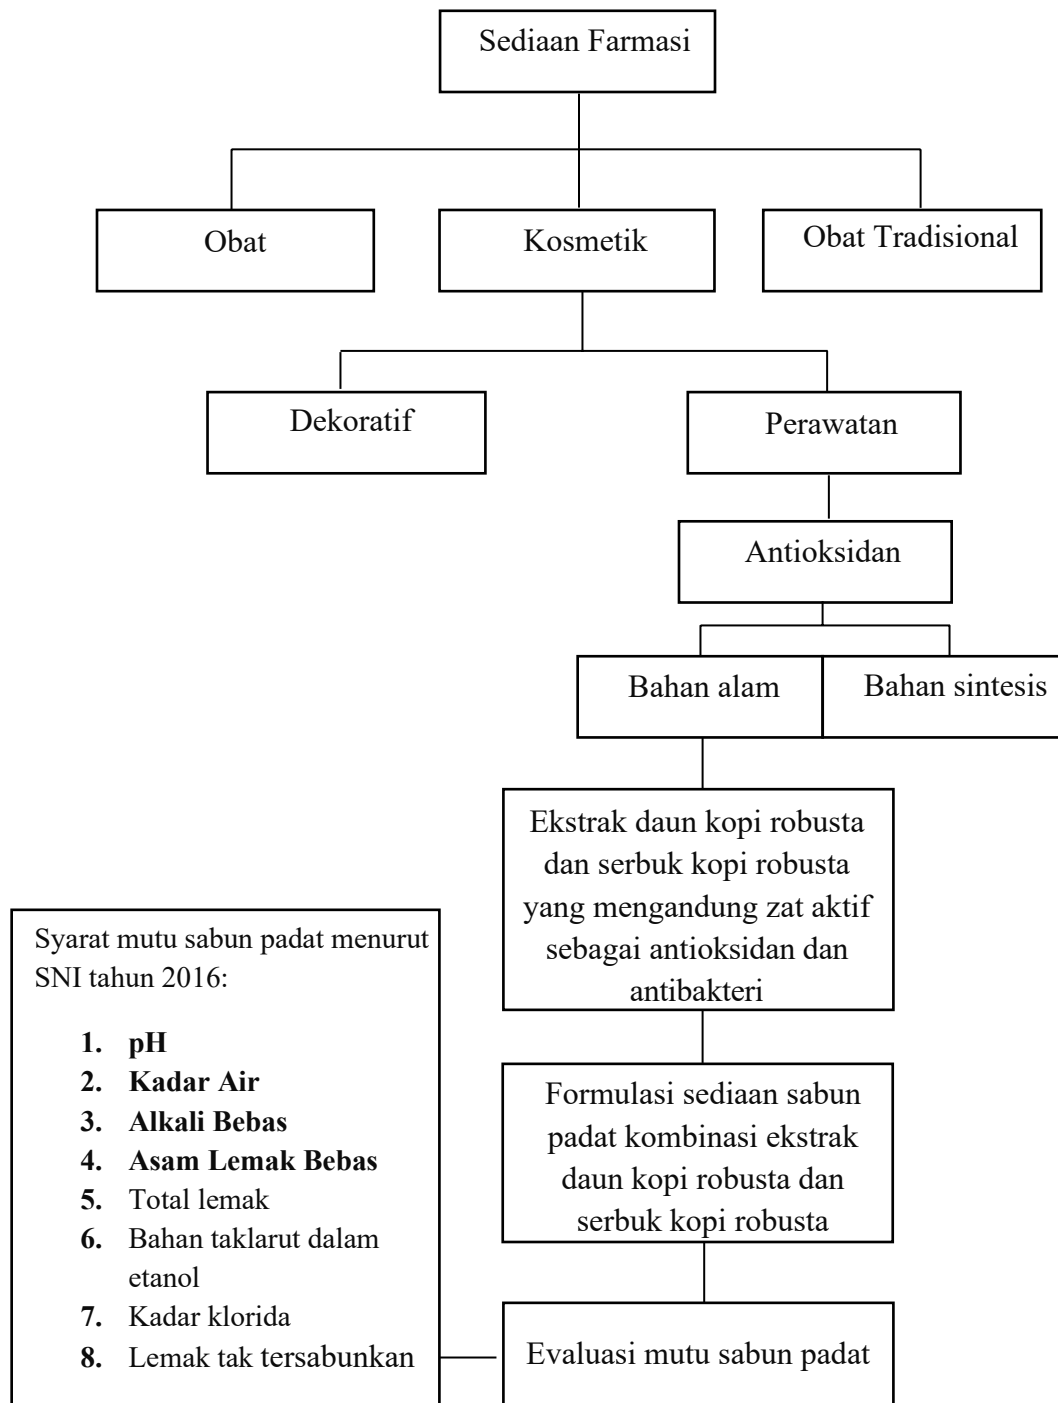 Sediaan Farmasi
Obat
Kosmetik
Obat Tradisional
Dekoratif
Perawatan
Antioksidan
Bahan alam
Bahan sintesis
Ekstrak daun kopi robusta
dan serbuk kopi robusta
yang mengandung zat aktif
sebagai antioksidan dan
antibakteri
Formulasi sediaan sabun
padat kombinasi ekstrak
daun kopi robusta dan
serbuk kopi robusta
Evaluasi mutu sabun padat
Syarat mutu sabun padat menurut
SNI tahun 2016:
1. pH
2. Kadar Air
3. Alkali Bebas
4. Asam Lemak Bebas
5. Total lemak
6. Bahan taklarut dalam
etanol
7. Kadar klorida
8. Lemak tak tersabunkan